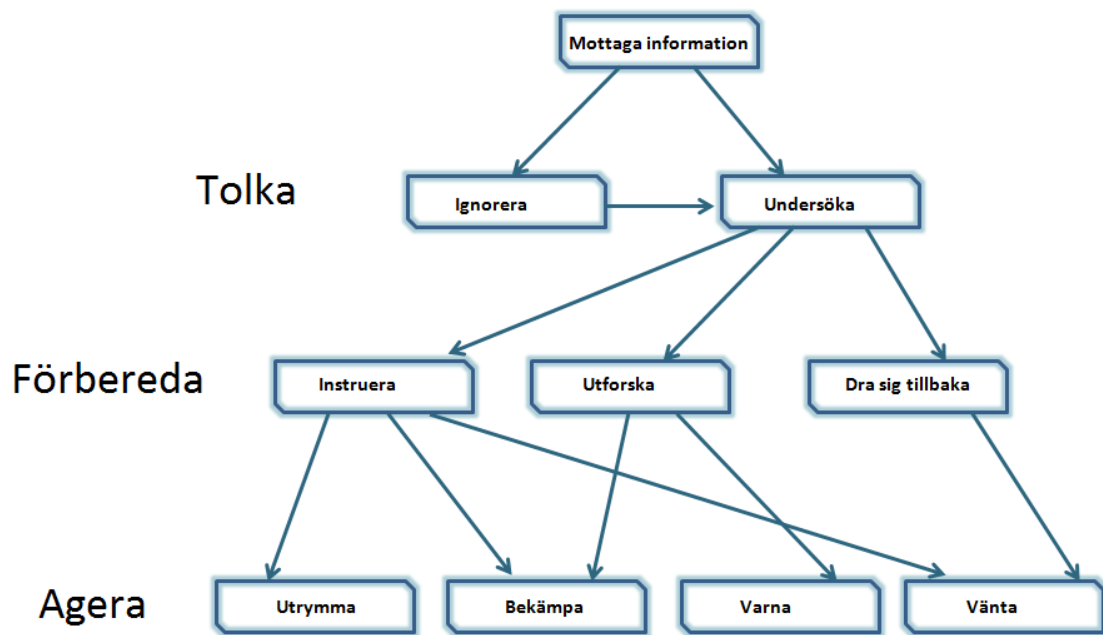 Mottaga information
Tolka
Ignorera
Undersöka
Förbereda
Instruera
Utforska
Dra sig tillbaka
Agera
Utrymma
Bekämpa
Varna
Vänta